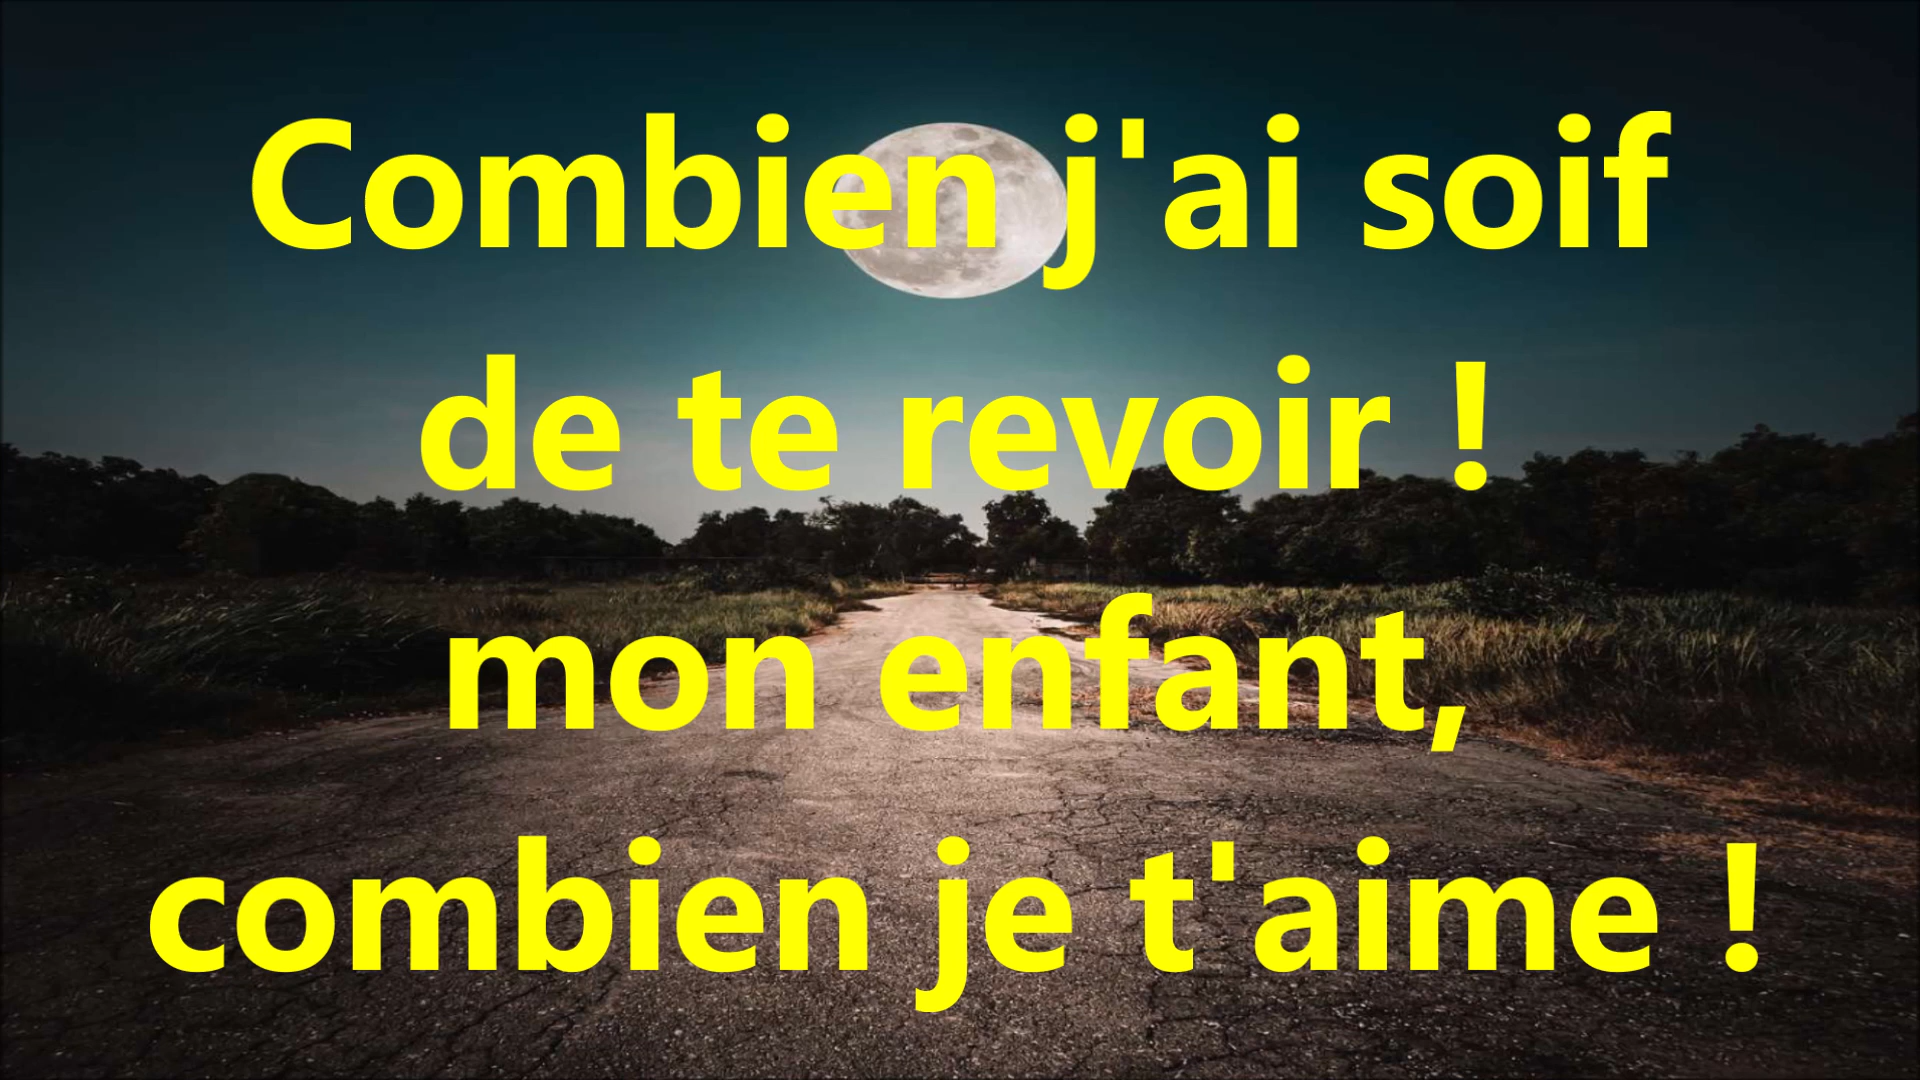 Combien j'ai soif
de te revoir !
mon enfant,
combien je t'aime !